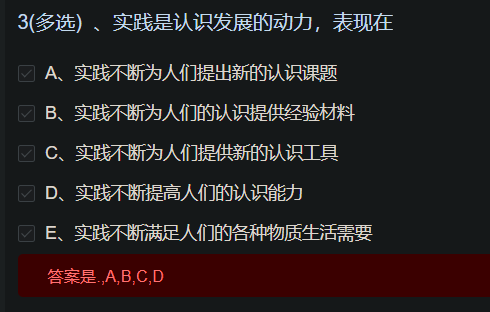 3(多选) 、实践是认识发展的动力，表现在
A、实践不断为人们提出新的认识课题
B、实践不断为人们的认识提供经验材料
C、实践不断为人们提供新的认识工具
D、实践不断提高人们的认识能力
E、实践不断满足人们的各种物质生活需要
答案是.,A,B,C,D